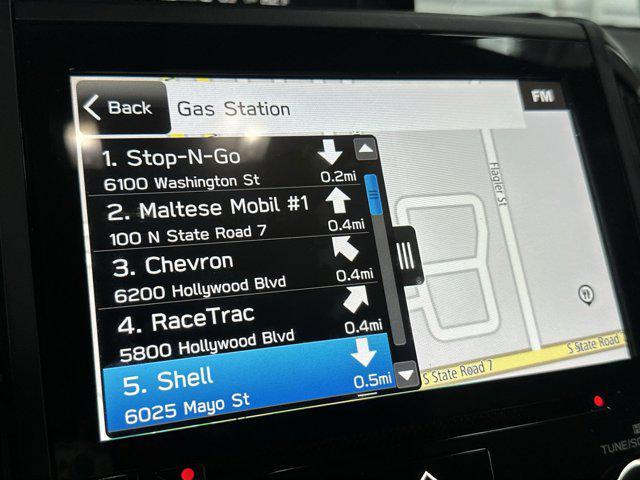 Back
Gas Station
FM
1. Stop-N-Go
6100 Washington St
0.2mi
2. Maltese Mobil #1
100 N State Road 7
0.4mi
3. Chevron
6200 Hollywood Blvd
0.4mi
4. RaceTrac
5800 Hollywood Blvd
0.4mi
5. Shell
6025 Mayo St
0.5mi
Flagler St
S State Road 7
S State Road